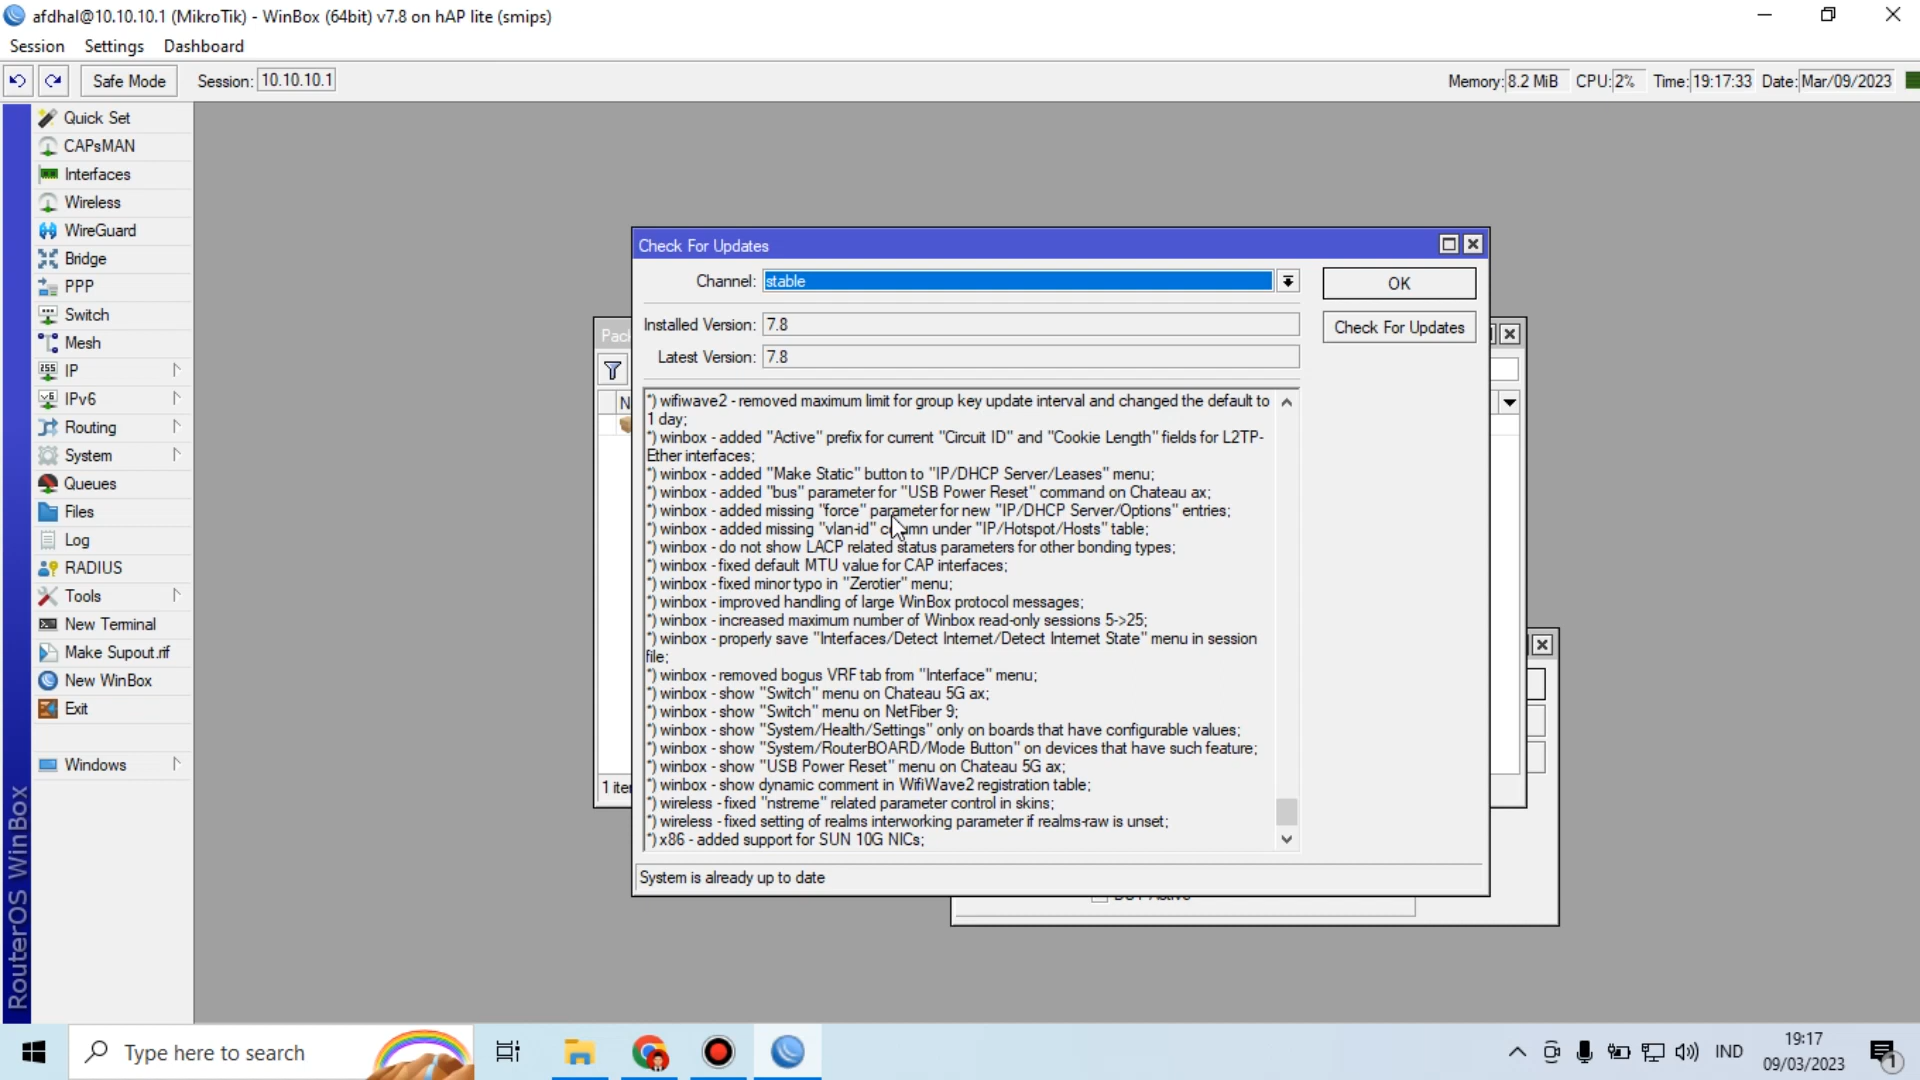 afdhal@10.10.10.1 (MikroTik) - WinBox (64bit) v7.8 on hAP lite (smips)
Session Settings Dashboard
Safe Mode Session: 10.10.10.1 Memory: 8.2 MiB CPU: 2% Time: 19:17:33 Date: Mar/09/2023
Quick Set
CAPsMAN
Interfaces
Wireless
WireGuard
Bridge
PPP
Switch
Mesh
IP
IPv6
Routing
System
Queues
Files
Log
RADIUS
Tools
New Terminal
Make Supout.rif
New WinBox
Exit
Windows
RouterOS WinBox
Check For Updates
Channel: stable
OK
Installed Version: 7.8
Check For Updates
Latest Version: 7.8
*) wifiwave2 - removed maximum limit for group key update interval and changed the default to
1 day;
*) winbox - added "Active" prefix for current "Circuit ID" and "Cookie Length" fields for L2TP-
Ether interfaces;
*) winbox - added "Make Static" button to "IP/DHCP Server/Leases" menu;
*) winbox - added "bus" parameter for "USB Power Reset" command on Chateau ax;
*) winbox - added missing "force" parameter for new "IP/DHCP Server/Options" entries;
*) winbox - added missing "vlan-id" column under "IP/Hotspot/Hosts" table;
*) winbox - do not show LACP related status parameters for other bonding types;
*) winbox - fixed default MTU value for CAP interfaces;
*) winbox - fixed minor typo in "Zerotier" menu;
*) winbox - improved handling of large WinBox protocol messages;
*) winbox - increased maximum number of Winbox read-only sessions 5->25;
*) winbox - properly save "Interfaces/Detect Internet/Detect Internet State" menu in session
file;
*) winbox - removed bogus VRF tab from "Interface" menu;
*) winbox - show "Switch" menu on Chateau 5G ax;
*) winbox - show "Switch" menu on NetFiber 9;
*) winbox - show "System/Health/Settings" only on boards that have configurable values;
*) winbox - show "System/RouterBOARD/Mode Button" on devices that have such feature;
*) winbox - show "USB Power Reset" menu on Chateau 5G ax;
*) winbox - show dynamic comment in WifiWave2 registration table;
*) wireless - fixed "nstreme" related parameter control in skins;
*) wireless - fixed setting of realms interworking parameter if realms-raw is unset;
*) x86 - added support for SUN 10G NICs;
System is already up to date
Type here to search
IND
19:17
09/03/2023
1